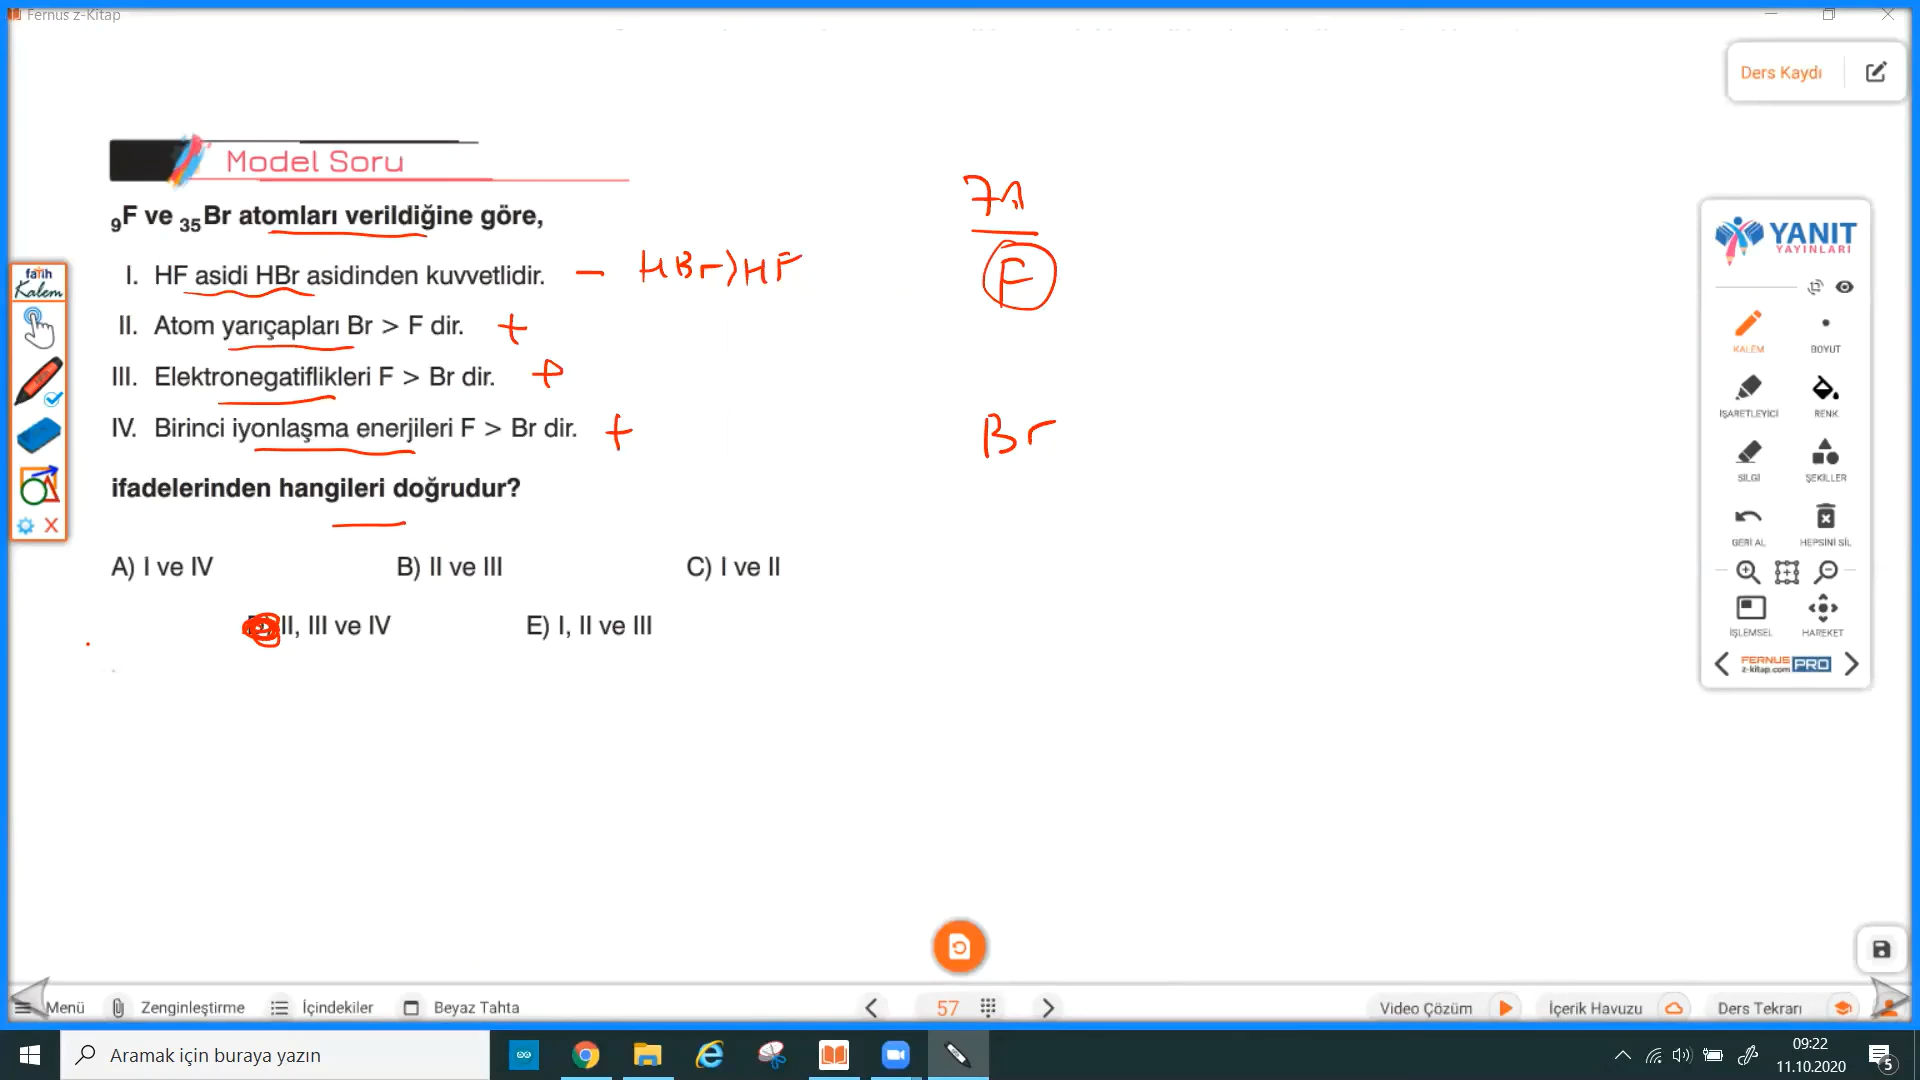 Fernus z-Kitap
Ders Kaydı
Model Soru
7A
₉F ve ₃₅Br atomları verildiğine göre,
F
I. HF asidi HBr asidinden kuvvetlidir. − HBr>HF
II. Atom yarıçapları Br > F dir. +
III. Elektronegatiflikleri F > Br dir. +
IV. Birinci iyonlaşma enerjileri F > Br dir. +
Br
ifadelerinden hangileri doğrudur?
A) I ve IV B) II ve III C) I ve II
II, III ve IV E) I, II ve III
fatih
Kalem
YANIT
YAYINLARI
KALEM BOYUT
İŞARETLEYİCİ RENK
SİLGİ ŞEKİLLER
GERİ AL HEPSİNİ SİL
İŞLEMSEL HAREKET
FERNUS
z-kitap.com PRO
Menü Zenginleştirme İçindekiler Beyaz Tahta 57 Video Çözüm İçerik Havuzu Ders Tekrarı
Aramak için buraya yazın
09:22
11.10.2020
5